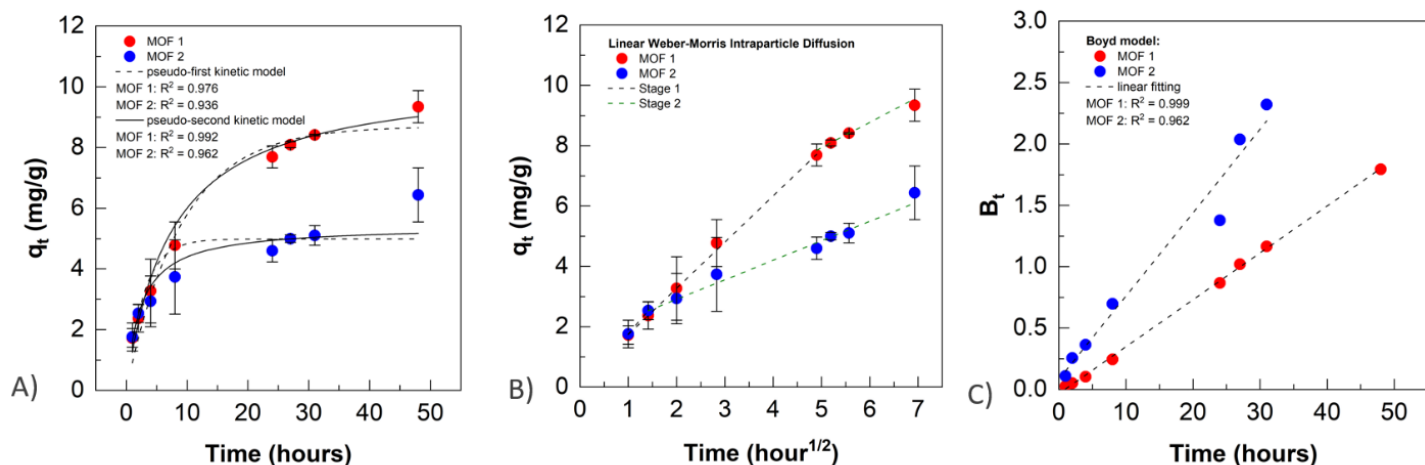 12
10
8
6
4
2
0
q_t (mg/g)
MOF 1
MOF 2
pseudo-first kinetic model
MOF 1: R² = 0.976
MOF 2: R² = 0.936
pseudo-second kinetic model
MOF 1: R² = 0.992
MOF 2: R² = 0.962
0 10 20 30 40 50
Time (hours)
A)
12
10
8
6
4
2
0
q_t (mg/g)
Linear Weber-Morris Intraparticle Diffusion
MOF 1
MOF 2
Stage 1
Stage 2
1 2 3 4 5 6 7
Time (hour^1/2)
B)
3.0
2.5
2.0
1.5
1.0
0.5
0.0
B_t
Boyd model:
MOF 1
MOF 2
linear fitting
MOF 1: R² = 0.999
MOF 2: R² = 0.962
0 10 20 30 40 50
Time (hours)
C)